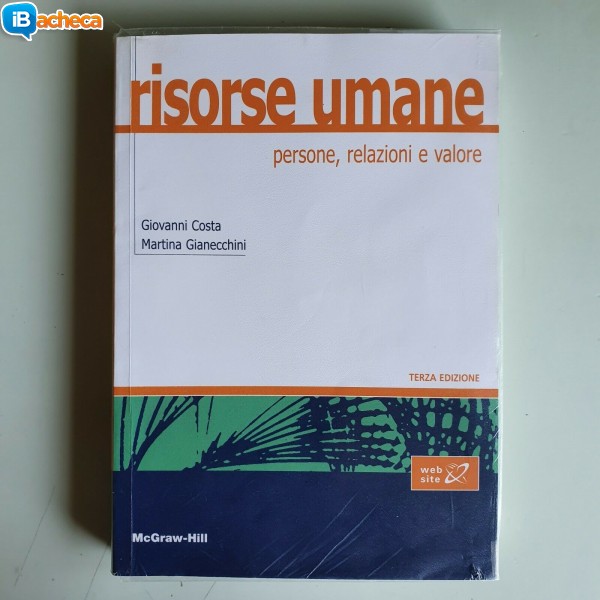 iBacheca
risorse umane
persone, relazioni e valore
Giovanni Costa
Martina Gianecchini
TERZA EDIZIONE
web
site
McGraw-Hill